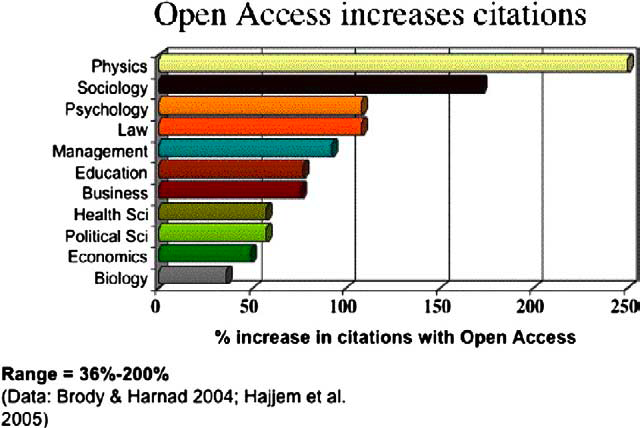 Open Access increases citations
Physics
Sociology
Psychology
Law
Management
Education
Business
Health Sci
Political Sci
Economics
Biology
0 50 100 150 200 250
% increase in citations with Open Access
Range = 36%-200%
(Data: Brody & Harnad 2004; Hajjem et al.
2005)